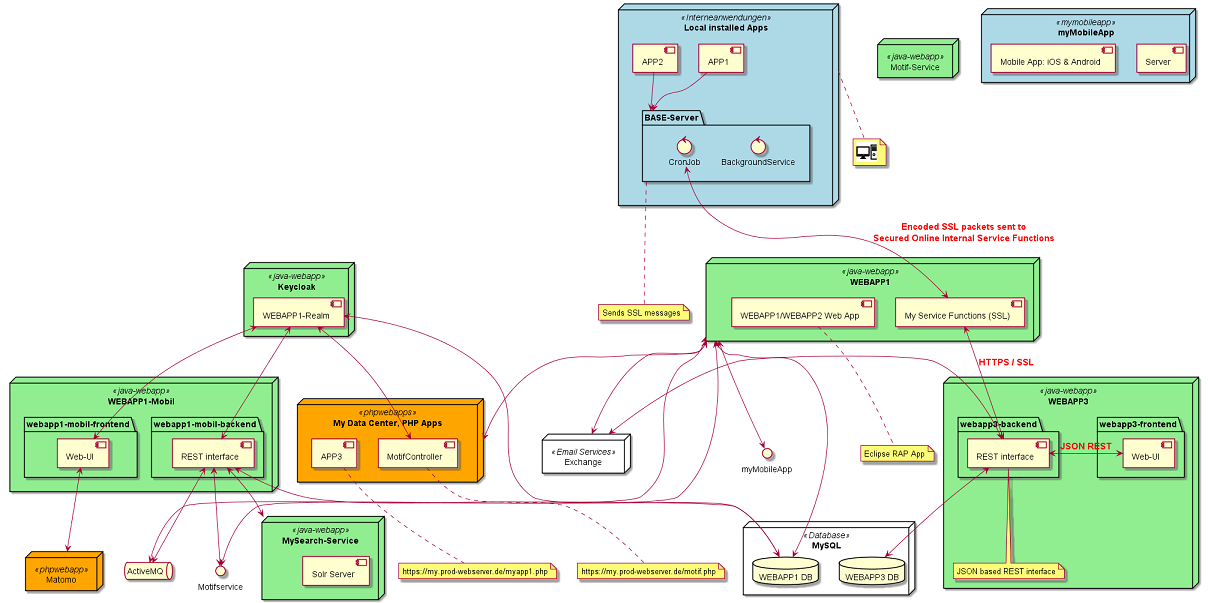 «Interneanwendungen»
Local installed Apps
APP2
APP1
BASE-Server
CronJob
BackgroundService
«java-webapp»
Motif-Service
«mymobileapp»
myMobileApp
Mobile App: iOS & Android
Server
Encoded SSL packets sent to
Secured Online Internal Service Functions
Sends SSL messages
«java-webapp»
Keycloak
WEBAPP1-Realm
«java-webapp»
WEBAPP1
WEBAPP1/WEBAPP2 Web App
My Service Functions (SSL)
HTTPS / SSL
«java-webapp»
WEBAPP1-Mobil
webapp1-mobil-frontend
Web-UI
webapp1-mobil-backend
REST interface
«phpwebapps»
My Data Center, PHP Apps
APP3
MotifController
«Email Services»
Exchange
myMobileApp
Eclipse RAP App
«java-webapp»
WEBAPP3
webapp3-backend
REST interface
JSON REST
webapp3-frontend
Web-UI
«phpwebapp»
Matomo
ActiveMQ
Motifservice
«java-webapp»
MySearch-Service
Solr Server
https://my.prod-webserver.de/myapp1.php
https://my.prod-webserver.de/motif.php
«Database»
MySQL
WEBAPP1 DB
WEBAPP3 DB
JSON based REST interface